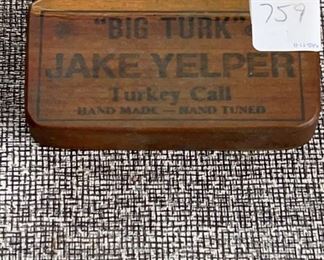 "BIG TURK"
759
JAKE YELPER
Turkey Call
HAND MADE — HAND TUNED